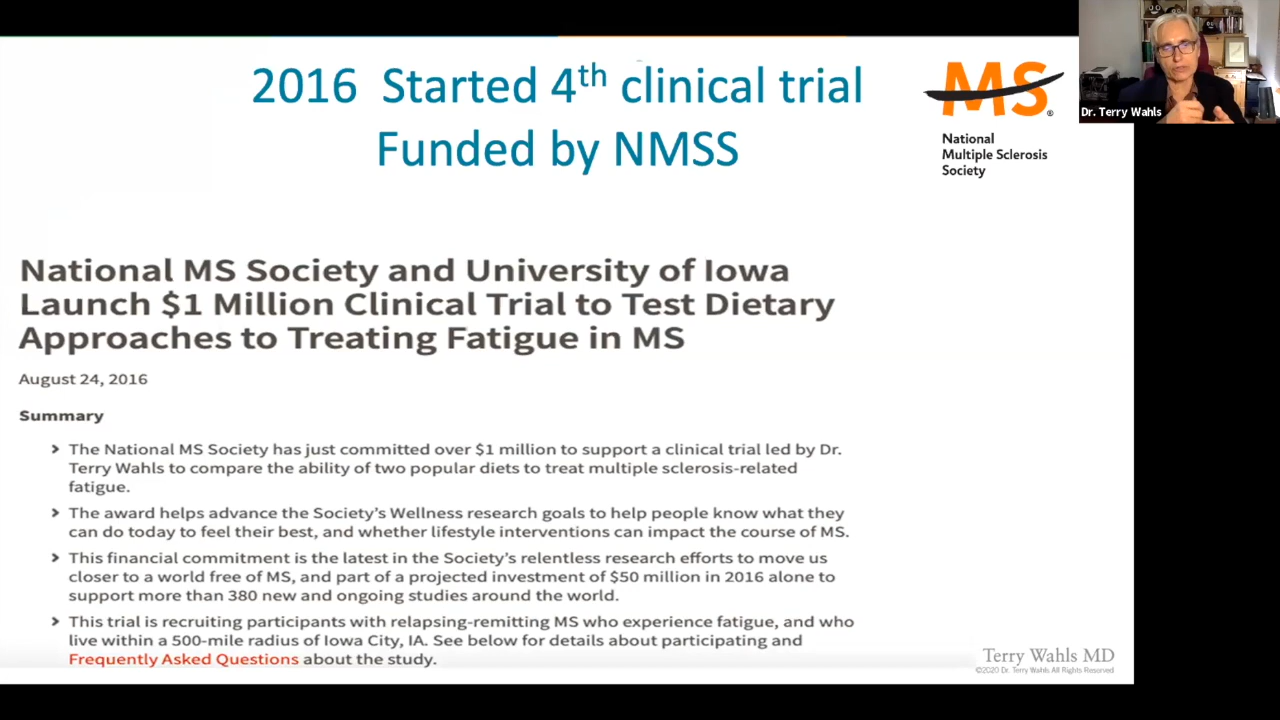 2016 Started 4th clinical trial
Funded by NMSS
MS®
National
Multiple Sclerosis
Society
Dr. Terry Wahls
National MS Society and University of Iowa
Launch $1 Million Clinical Trial to Test Dietary
Approaches to Treating Fatigue in MS
August 24, 2016
Summary
The National MS Society has just committed over $1 million to support a clinical trial led by Dr.
Terry Wahls to compare the ability of two popular diets to treat multiple sclerosis-related
fatigue.
The award helps advance the Society's Wellness research goals to help people know what they
can do today to feel their best, and whether lifestyle interventions can impact the course of MS.
This financial commitment is the latest in the Society's relentless research efforts to move us
closer to a world free of MS, and part of a projected investment of $50 million in 2016 alone to
support more than 380 new and ongoing studies around the world.
This trial is recruiting participants with relapsing-remitting MS who experience fatigue, and who
live within a 500-mile radius of Iowa City, IA. See below for details about participating and
Frequently Asked Questions about the study.
Terry Wahls MD
©2020 Dr. Terry Wahls All Rights Reserved